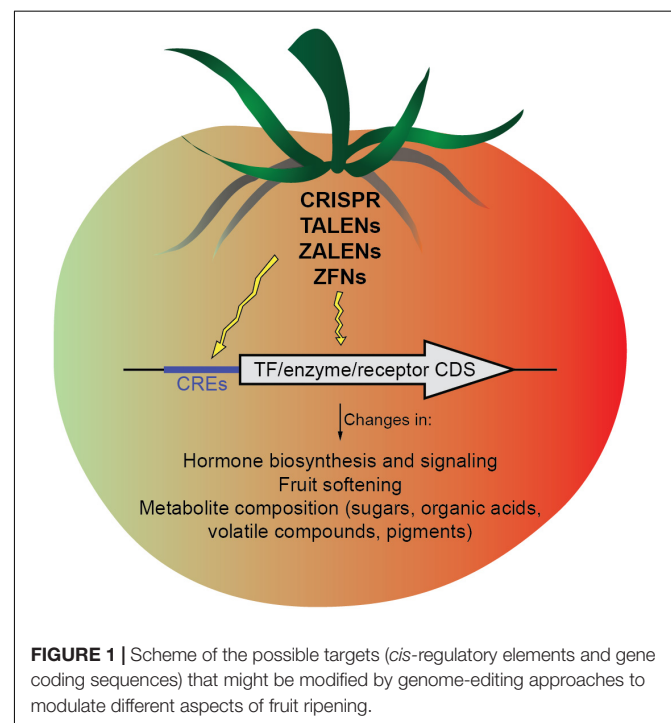 CRISPR
TALENs
ZALENs
ZFNs
TF/enzyme/receptor CDS
CREs
Changes in:
Hormone biosynthesis and signaling
Fruit softening
Metabolite composition (sugars, organic acids,
volatile compounds, pigments)
FIGURE 1 | Scheme of the possible targets (cis-regulatory elements and gene
coding sequences) that might be modified by genome-editing approaches to
modulate different aspects of fruit ripening.